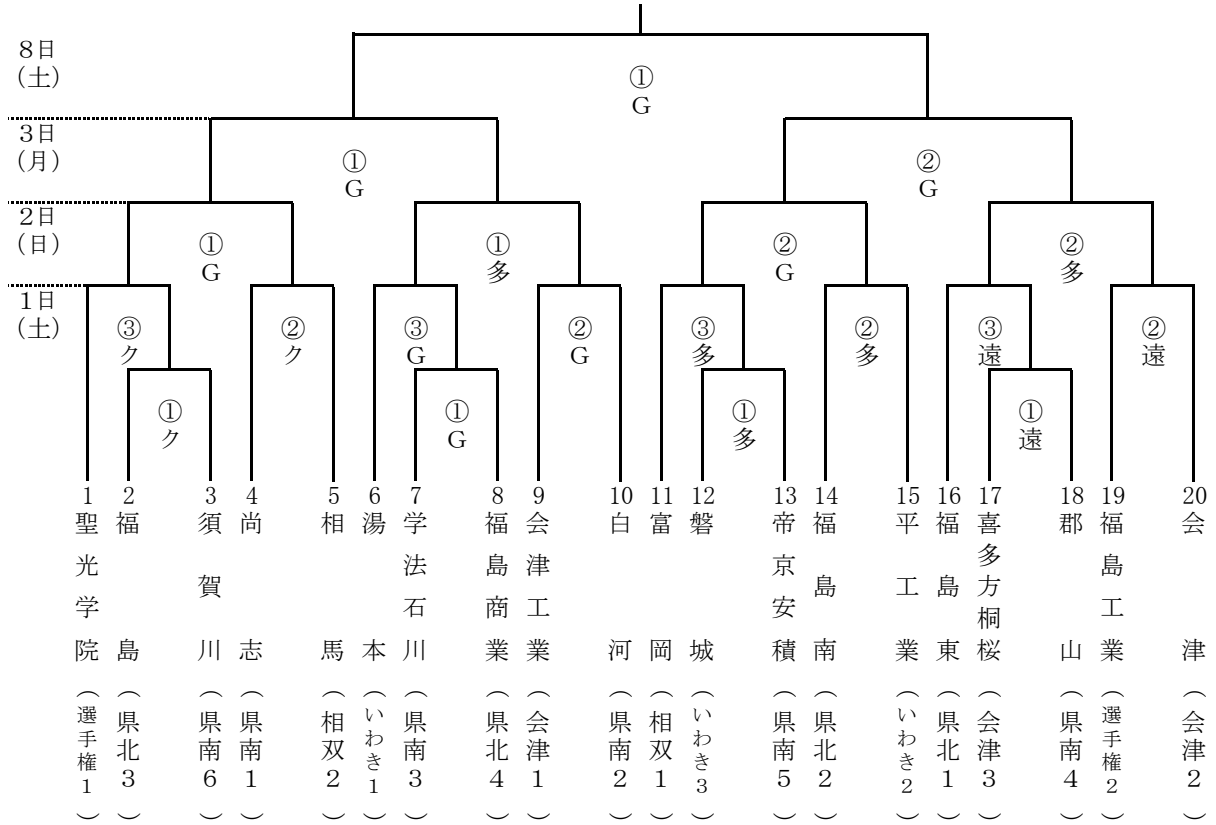 8日
(土)
①
G
3日
(月)
①
G
②
G
2日
(日)
①
G
①
多
②
G
②
多
1日
(土)
③
ク
②
ク
③
G
②
G
③
多
②
多
③
遠
②
遠
①
ク
①
G
①
多
①
遠
1 聖光学院(選手権1)
2 福島(県北3)
3 須賀川(県南6)
4 尚志(県南1)
5 相馬(相双2)
6 湯本(いわき1)
7 学法石川(県南3)
8 福島商業(県北4)
9 会津工業(会津1)
10 白河(県南2)
11 富岡(相双1)
12 磐城(いわき3)
13 帝京安積(県南5)
14 福島南(県北2)
15 平工業(いわき2)
16 福島東(県北1)
17 喜多方桐桜(会津3)
18 郡山(県南4)
19 福島工業(選手権2)
20 会津(会津2)